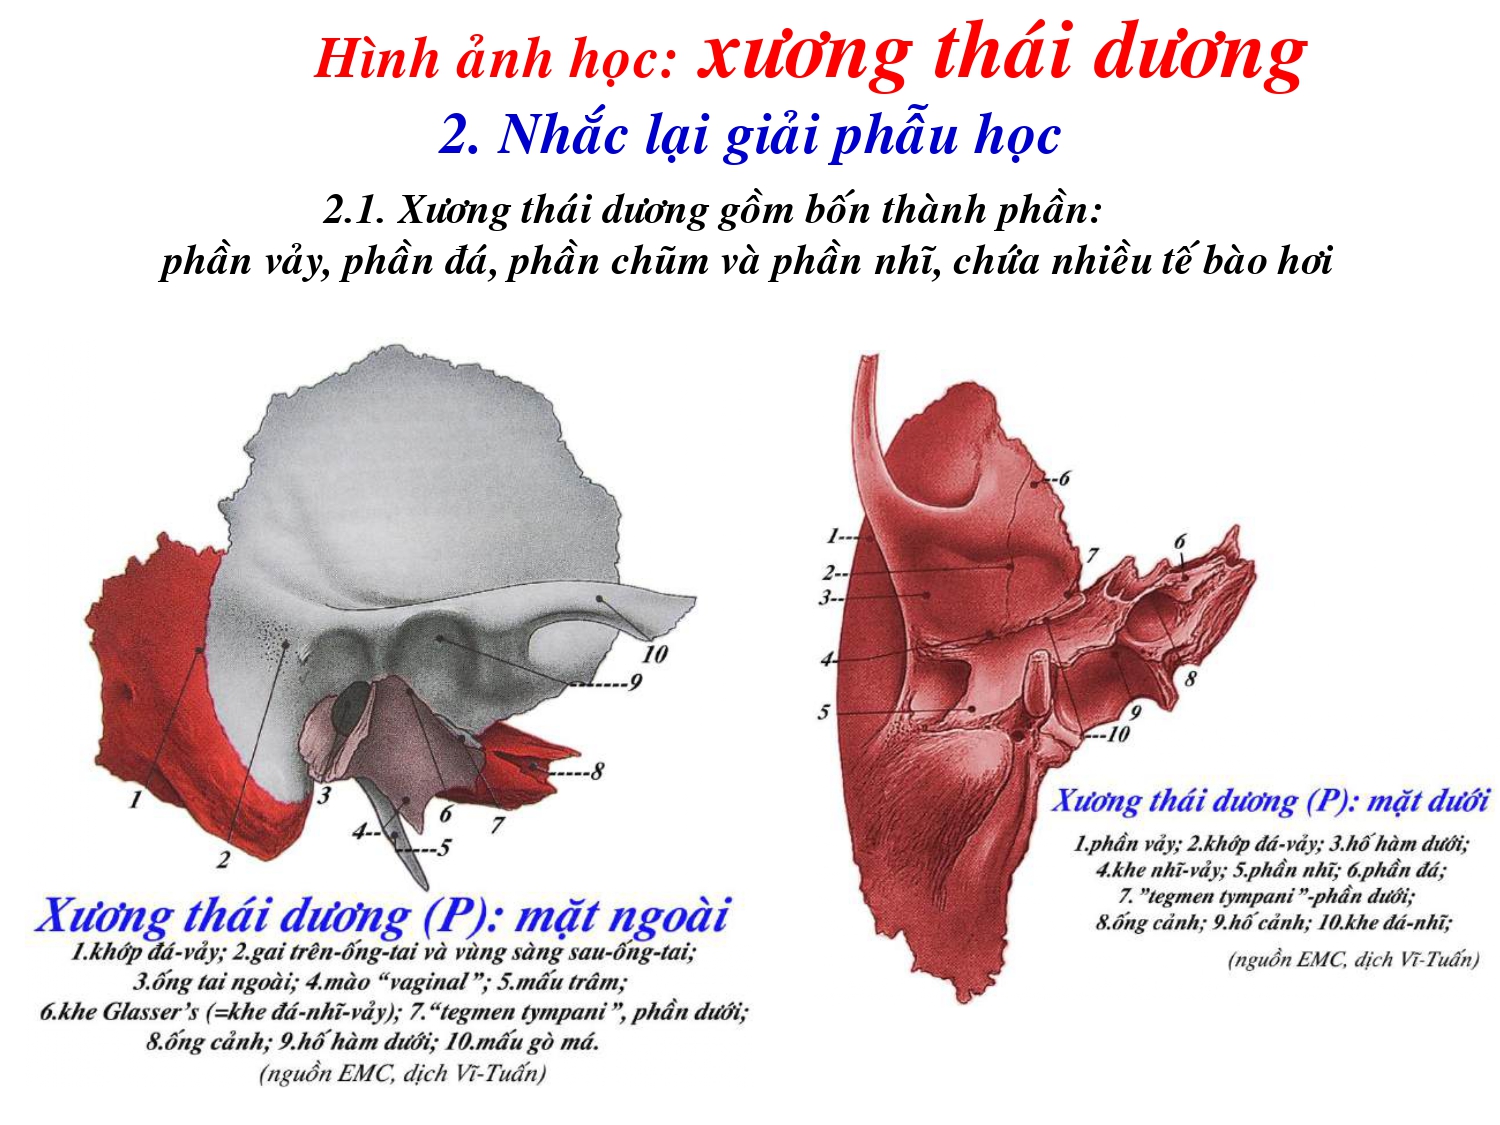 Hình ảnh học: xương thái dương
2. Nhắc lại giải phẫu học
2.1. Xương thái dương gồm bốn thành phần:
phần vảy, phần đá, phần chũm và phần nhĩ, chứa nhiều tế bào hơi
1
2
3
4--
-----5
6
7
-----8
-------9
10
Xương thái dương (P): mặt ngoài
1.khớp đá-vảy; 2.gai trên-ống-tai và vùng sàng sau-ống-tai;
3.ống tai ngoài; 4.mào “vaginal”; 5.mấu trâm;
6.khe Glasser’s (=khe đá-nhĩ-vảy); 7.“tegmen tympani”, phần dưới;
8.ống cảnh; 9.hố hàm dưới; 10.mấu gò má.
(nguồn EMC, dịch Vĩ-Tuấn)
--6
1---
2--
3--
4-
5
7
6
8
9
---10
Xương thái dương (P): mặt dưới
1.phần vảy; 2.khớp đá-vảy; 3.hố hàm dưới;
4.khe nhĩ-vảy; 5.phần nhĩ; 6.phần đá;
7.”tegmen tympani”-phần dưới;
8.ống cảnh; 9.hố cảnh; 10.khe đá-nhĩ;
(nguồn EMC, dịch Vĩ-Tuấn)